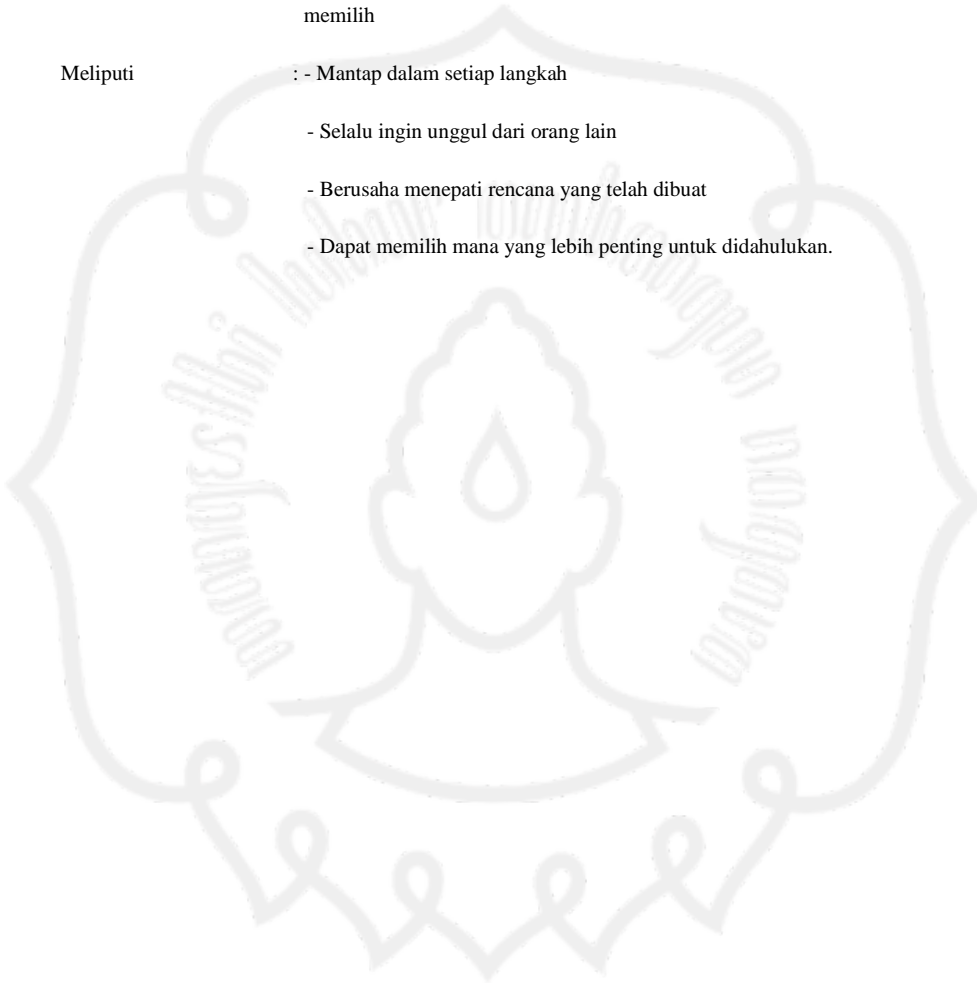 memilih
Meliputi : - Mantap dalam setiap langkah
- Selalu ingin unggul dari orang lain
- Berusaha menepati rencana yang telah dibuat
- Dapat memilih mana yang lebih penting untuk didahulukan.